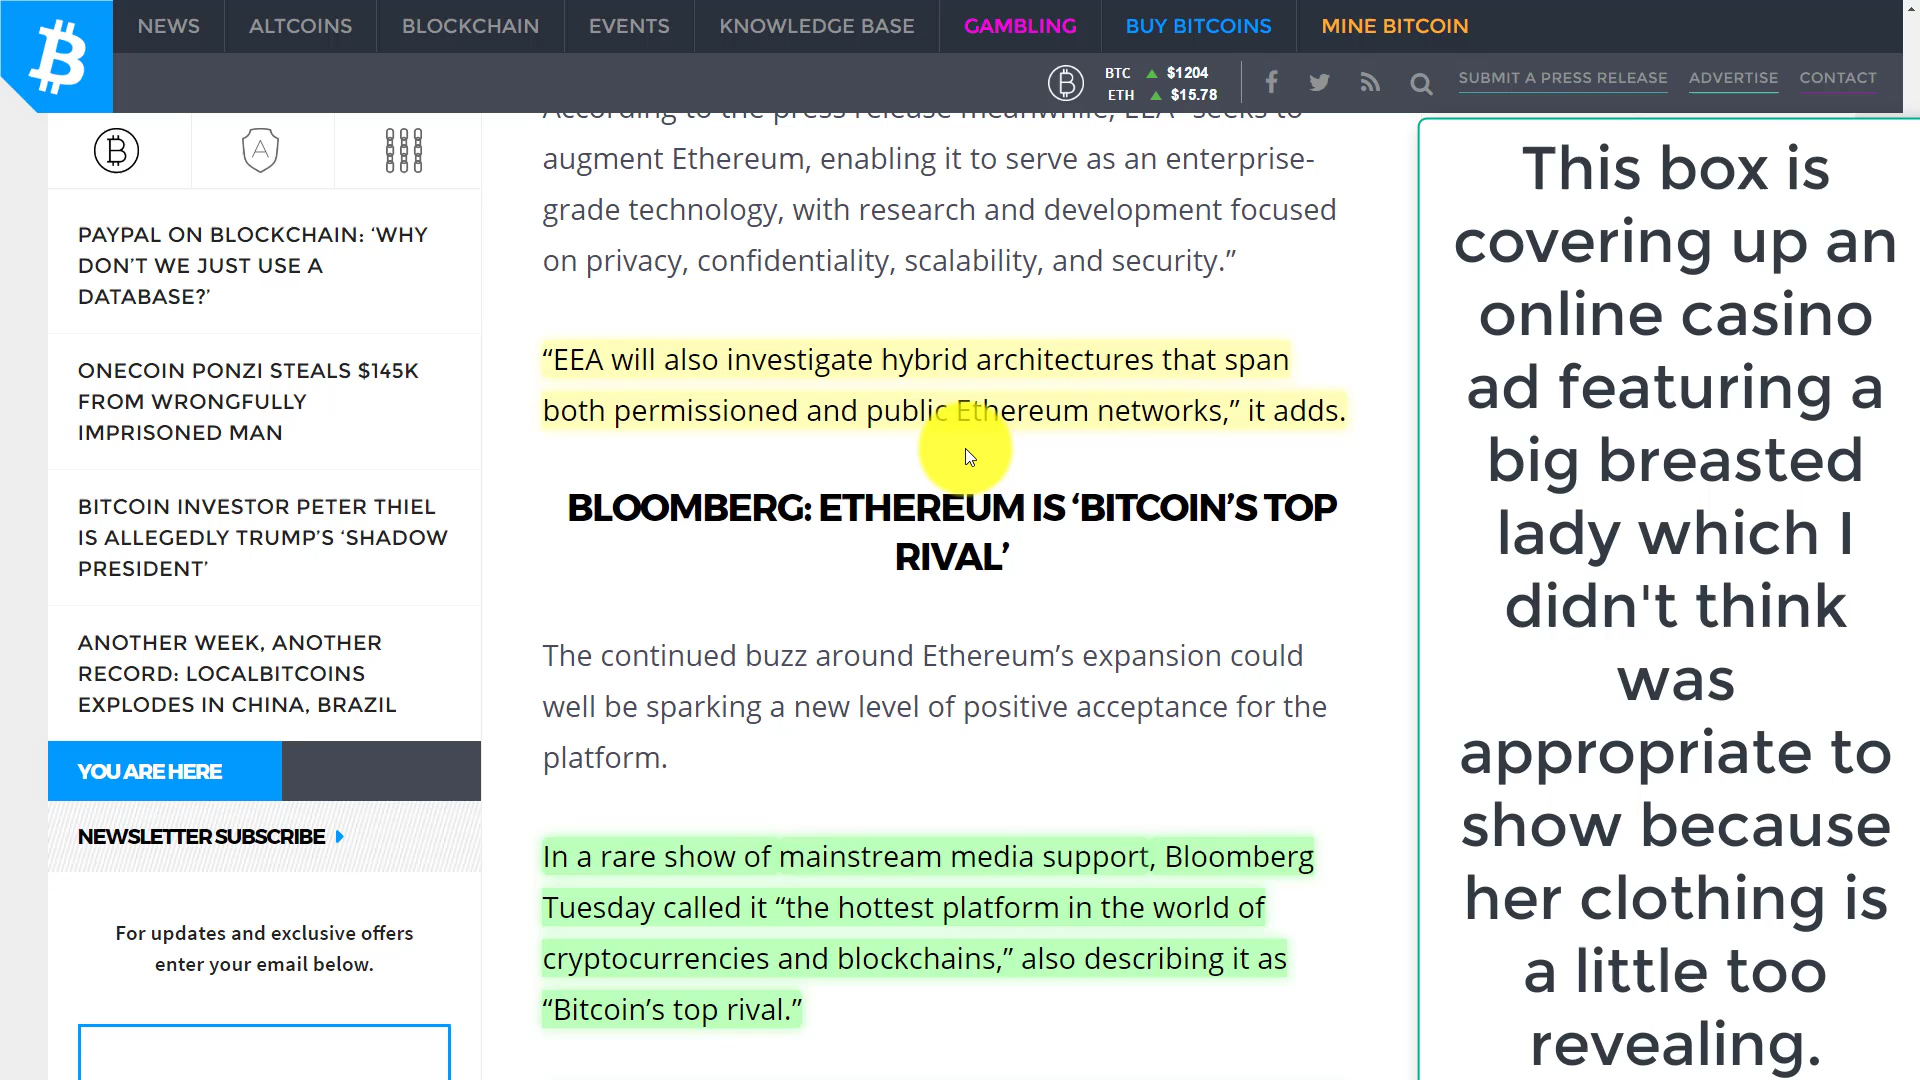 NEWS ALTCOINS BLOCKCHAIN EVENTS KNOWLEDGE BASE GAMBLING BUY BITCOINS MINE BITCOIN
BTC ▲ $1204
ETH ▲ $15.78
SUBMIT A PRESS RELEASE ADVERTISE CONTACT
PAYPAL ON BLOCKCHAIN: ‘WHY
DON’T WE JUST USE A
DATABASE?’
ONECOIN PONZI STEALS $145K
FROM WRONGFULLY
IMPRISONED MAN
BITCOIN INVESTOR PETER THIEL
IS ALLEGEDLY TRUMP’S ‘SHADOW
PRESIDENT’
ANOTHER WEEK, ANOTHER
RECORD: LOCALBITCOINS
EXPLODES IN CHINA, BRAZIL
YOU ARE HERE
NEWSLETTER SUBSCRIBE
For updates and exclusive offers
enter your email below.
According to the press release meanwhile, EEA “seeks to
augment Ethereum, enabling it to serve as an enterprise-
grade technology, with research and development focused
on privacy, confidentiality, scalability, and security.”
“EEA will also investigate hybrid architectures that span
both permissioned and public Ethereum networks,” it adds.
BLOOMBERG: ETHEREUM IS ‘BITCOIN’S TOP
RIVAL’
The continued buzz around Ethereum’s expansion could
well be sparking a new level of positive acceptance for the
platform.
In a rare show of mainstream media support, Bloomberg
Tuesday called it “the hottest platform in the world of
cryptocurrencies and blockchains,” also describing it as
“Bitcoin’s top rival.”
This box is
covering up an
online casino
ad featuring a
big breasted
lady which I
didn't think
was
appropriate to
show because
her clothing is
a little too
revealing.